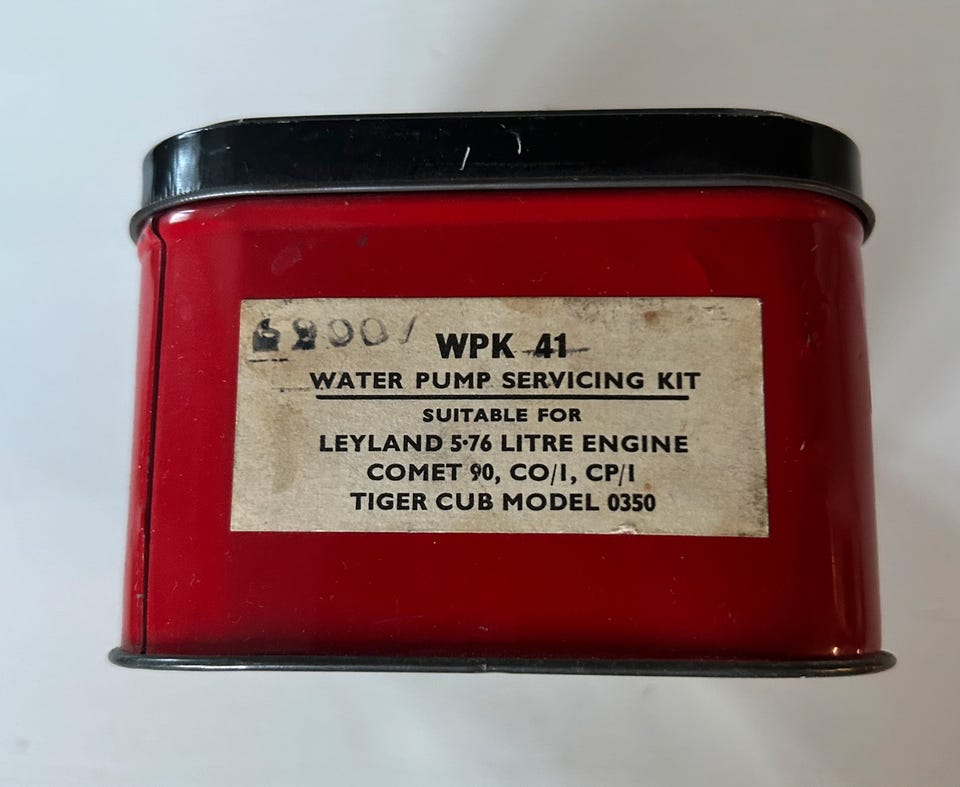 WPK 41
WATER PUMP SERVICING KIT
SUITABLE FOR
LEYLAND 5·76 LITRE ENGINE
COMET 90, CO/1, CP/1
TIGER CUB MODEL 0350